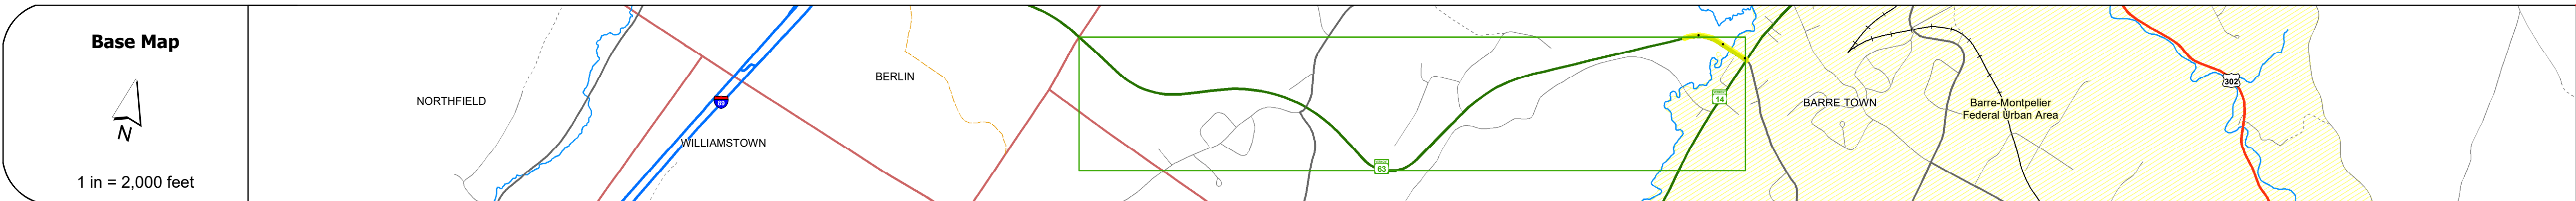 Base Map
N
1 in = 2,000 feet
NORTHFIELD
89
WILLIAMSTOWN
BERLIN
63
14
BARRE TOWN
Barre-Montpelier
Federal Urban Area
302